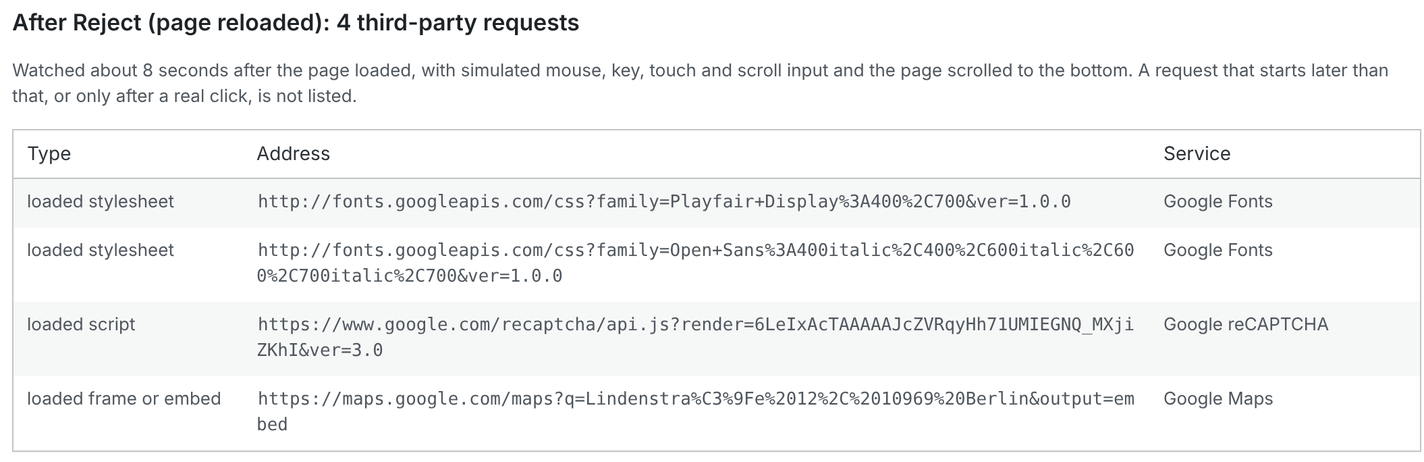 After Reject (page reloaded): 4 third-party requests
Watched about 8 seconds after the page loaded, with simulated mouse, key, touch and scroll input and the page scrolled to the bottom. A request that starts later than
that, or only after a real click, is not listed.
Type Address Service
loaded stylesheet http://fonts.googleapis.com/css?family=Playfair+Display%3A400%2C700&ver=1.0.0 Google Fonts
loaded stylesheet http://fonts.googleapis.com/css?family=Open+Sans%3A400italic%2C400%2C600italic%2C60 Google Fonts
0%2C700italic%2C700&ver=1.0.0
loaded script https://www.google.com/recaptcha/api.js?render=6LeIxAcTAAAAAJcZVRqyHh71UMIEGNQ_MXji Google reCAPTCHA
ZKhI&ver=3.0
loaded frame or embed https://maps.google.com/maps?q=Lindenstra%C3%9Fe%2012%2C%2010969%20Berlin&output=em Google Maps
bed